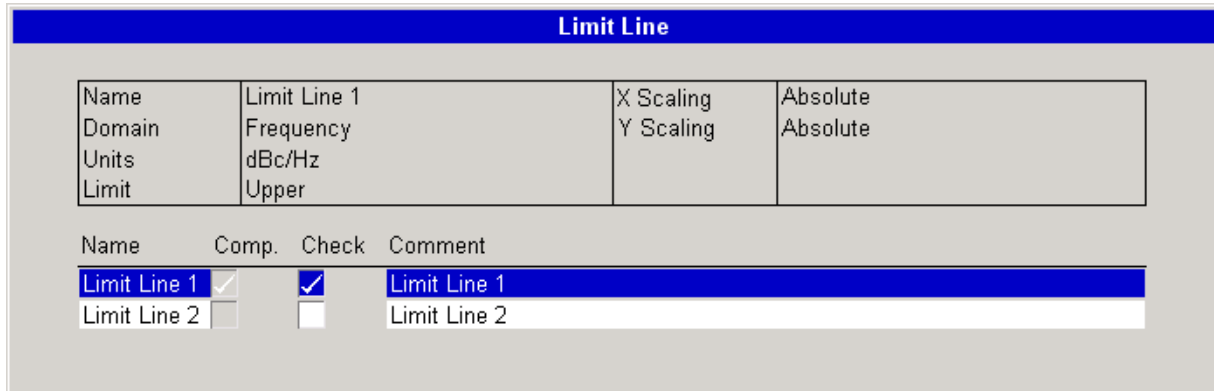 Limit Line
Name Limit Line 1 X Scaling Absolute
Domain Frequency Y Scaling Absolute
Units dBc/Hz
Limit Upper
Name Comp. Check Comment
Limit Line 1 Limit Line 1
Limit Line 2 Limit Line 2